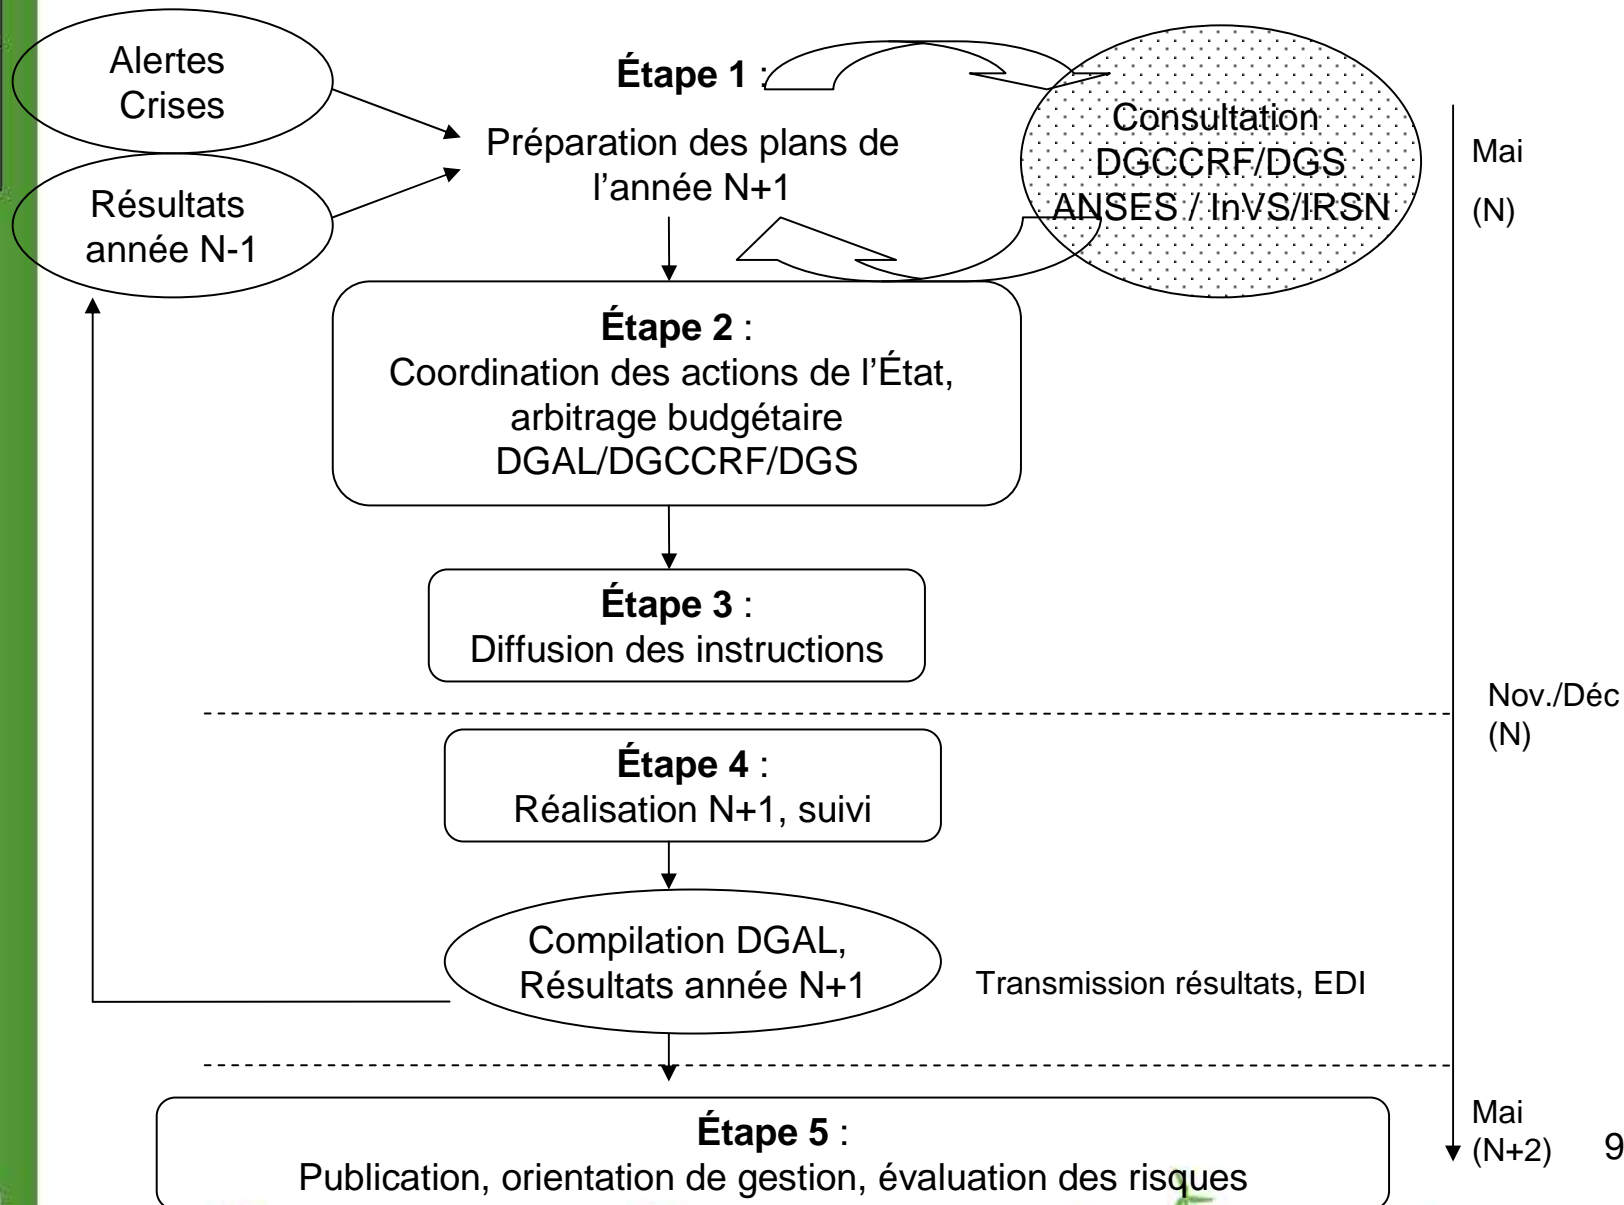 Alertes
Crises
Résultats
année N-1
Étape 1 :
Préparation des plans de
l'année N+1
Consultation
DGCCRF/DGS
ANSES / InVS/IRSN
Mai
(N)
Étape 2 :
Coordination des actions de l'État,
arbitrage budgétaire
DGAL/DGCCRF/DGS
Étape 3 :
Diffusion des instructions
Nov./Déc
(N)
Étape 4 :
Réalisation N+1, suivi
Compilation DGAL,
Résultats année N+1
Transmission résultats, EDI
Étape 5 :
Publication, orientation de gestion, évaluation des risques
Mai
(N+2)
9